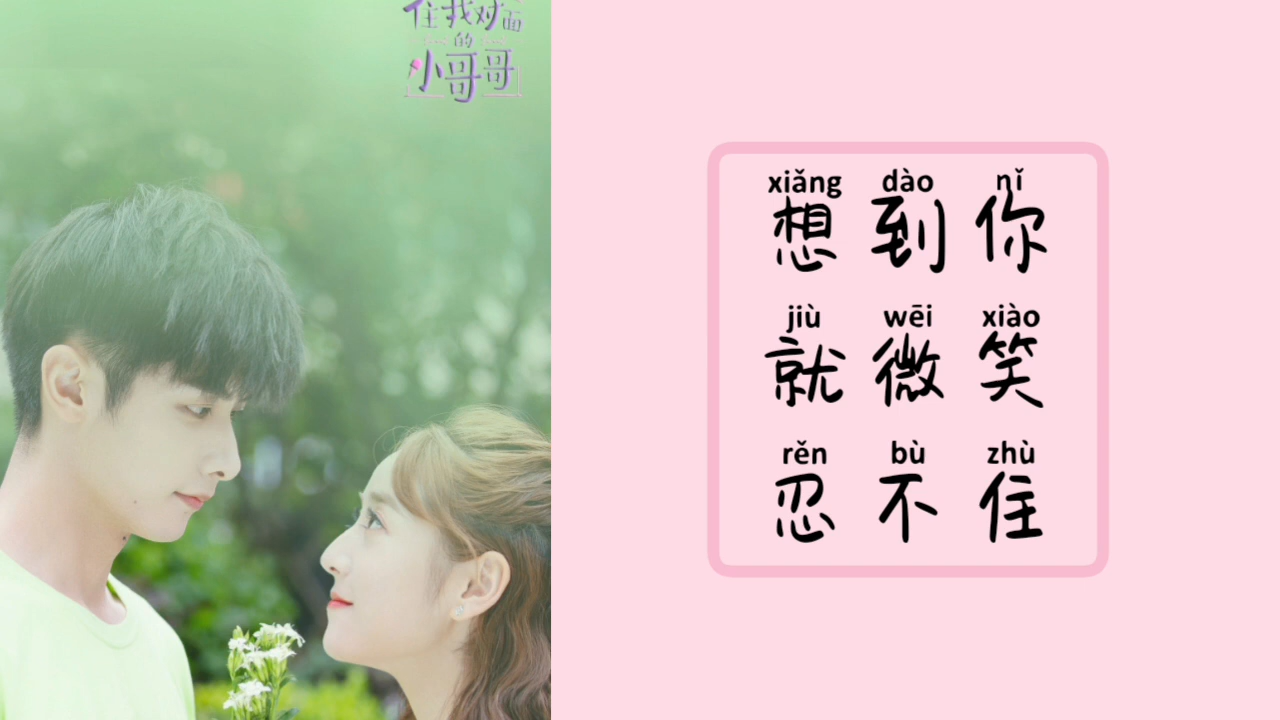 住我对面
的
小哥哥
xiǎng dào nǐ
想到你
jiù wēi xiào
就微笑
rěn bù zhù
忍不住